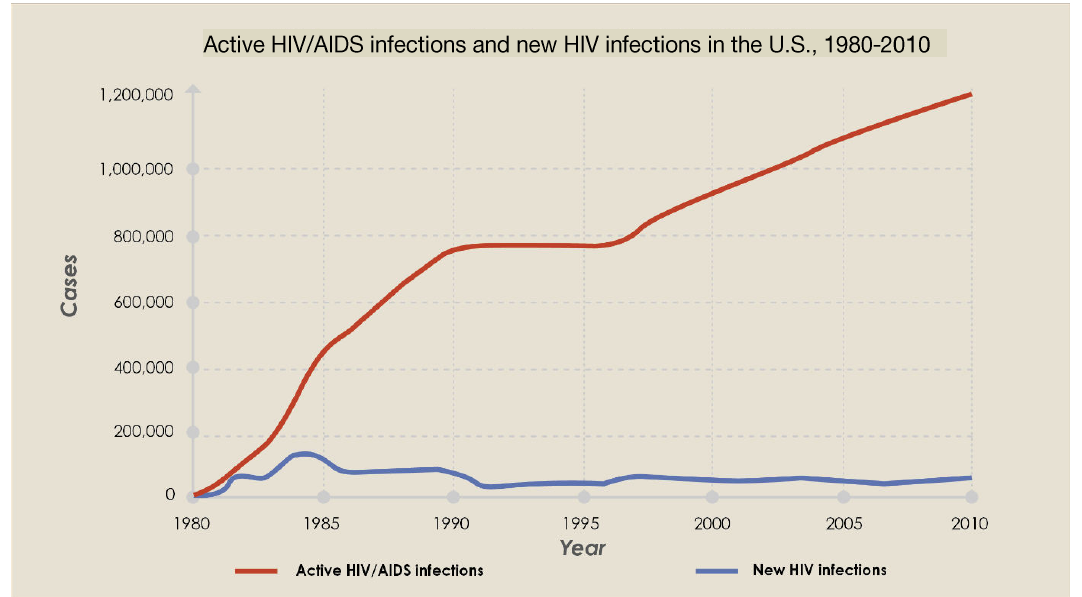 Active HIV/AIDS infections and new HIV infections in the U.S., 1980-2010
1,200,000
1,000,000
800,000
600,000
400,000
200,000
0
Cases
1980 1985 1990 1995 2000 2005 2010
Year
Active HIV/AIDS infections New HIV infections